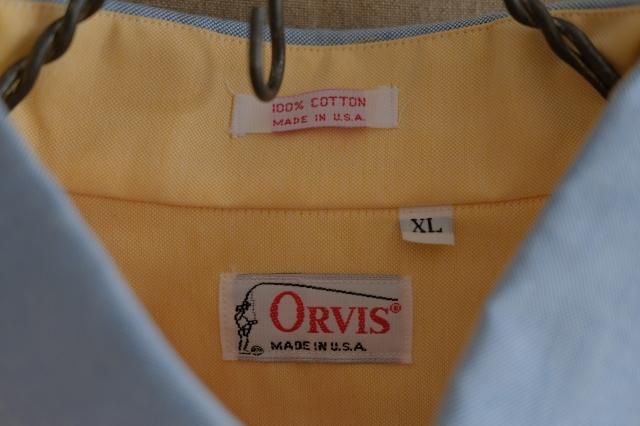 100% COTTON
MADE IN U.S.A.
XL
ORVIS®
MADE IN U.S.A.